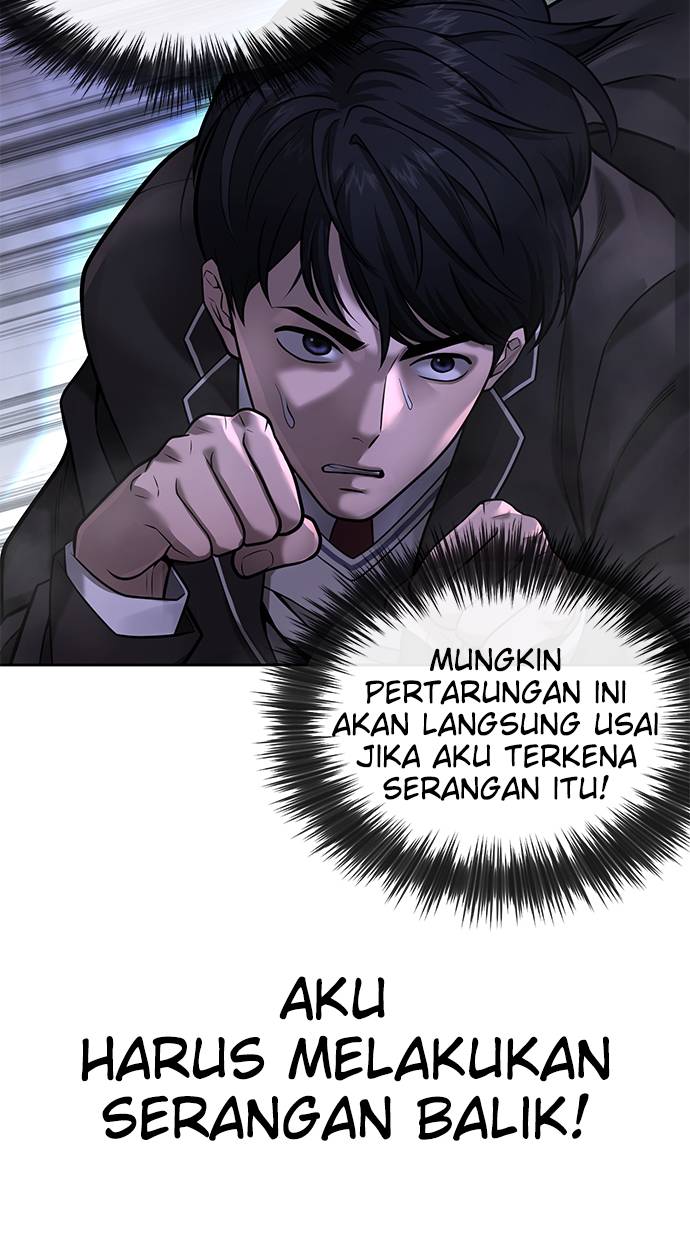 MUNGKIN
PERTARUNGAN INI
AKAN LANGSUNG USAI
JIKA AKU TERKENA
SERANGAN ITU!
AKU
HARUS MELAKUKAN
SERANGAN BALIK!